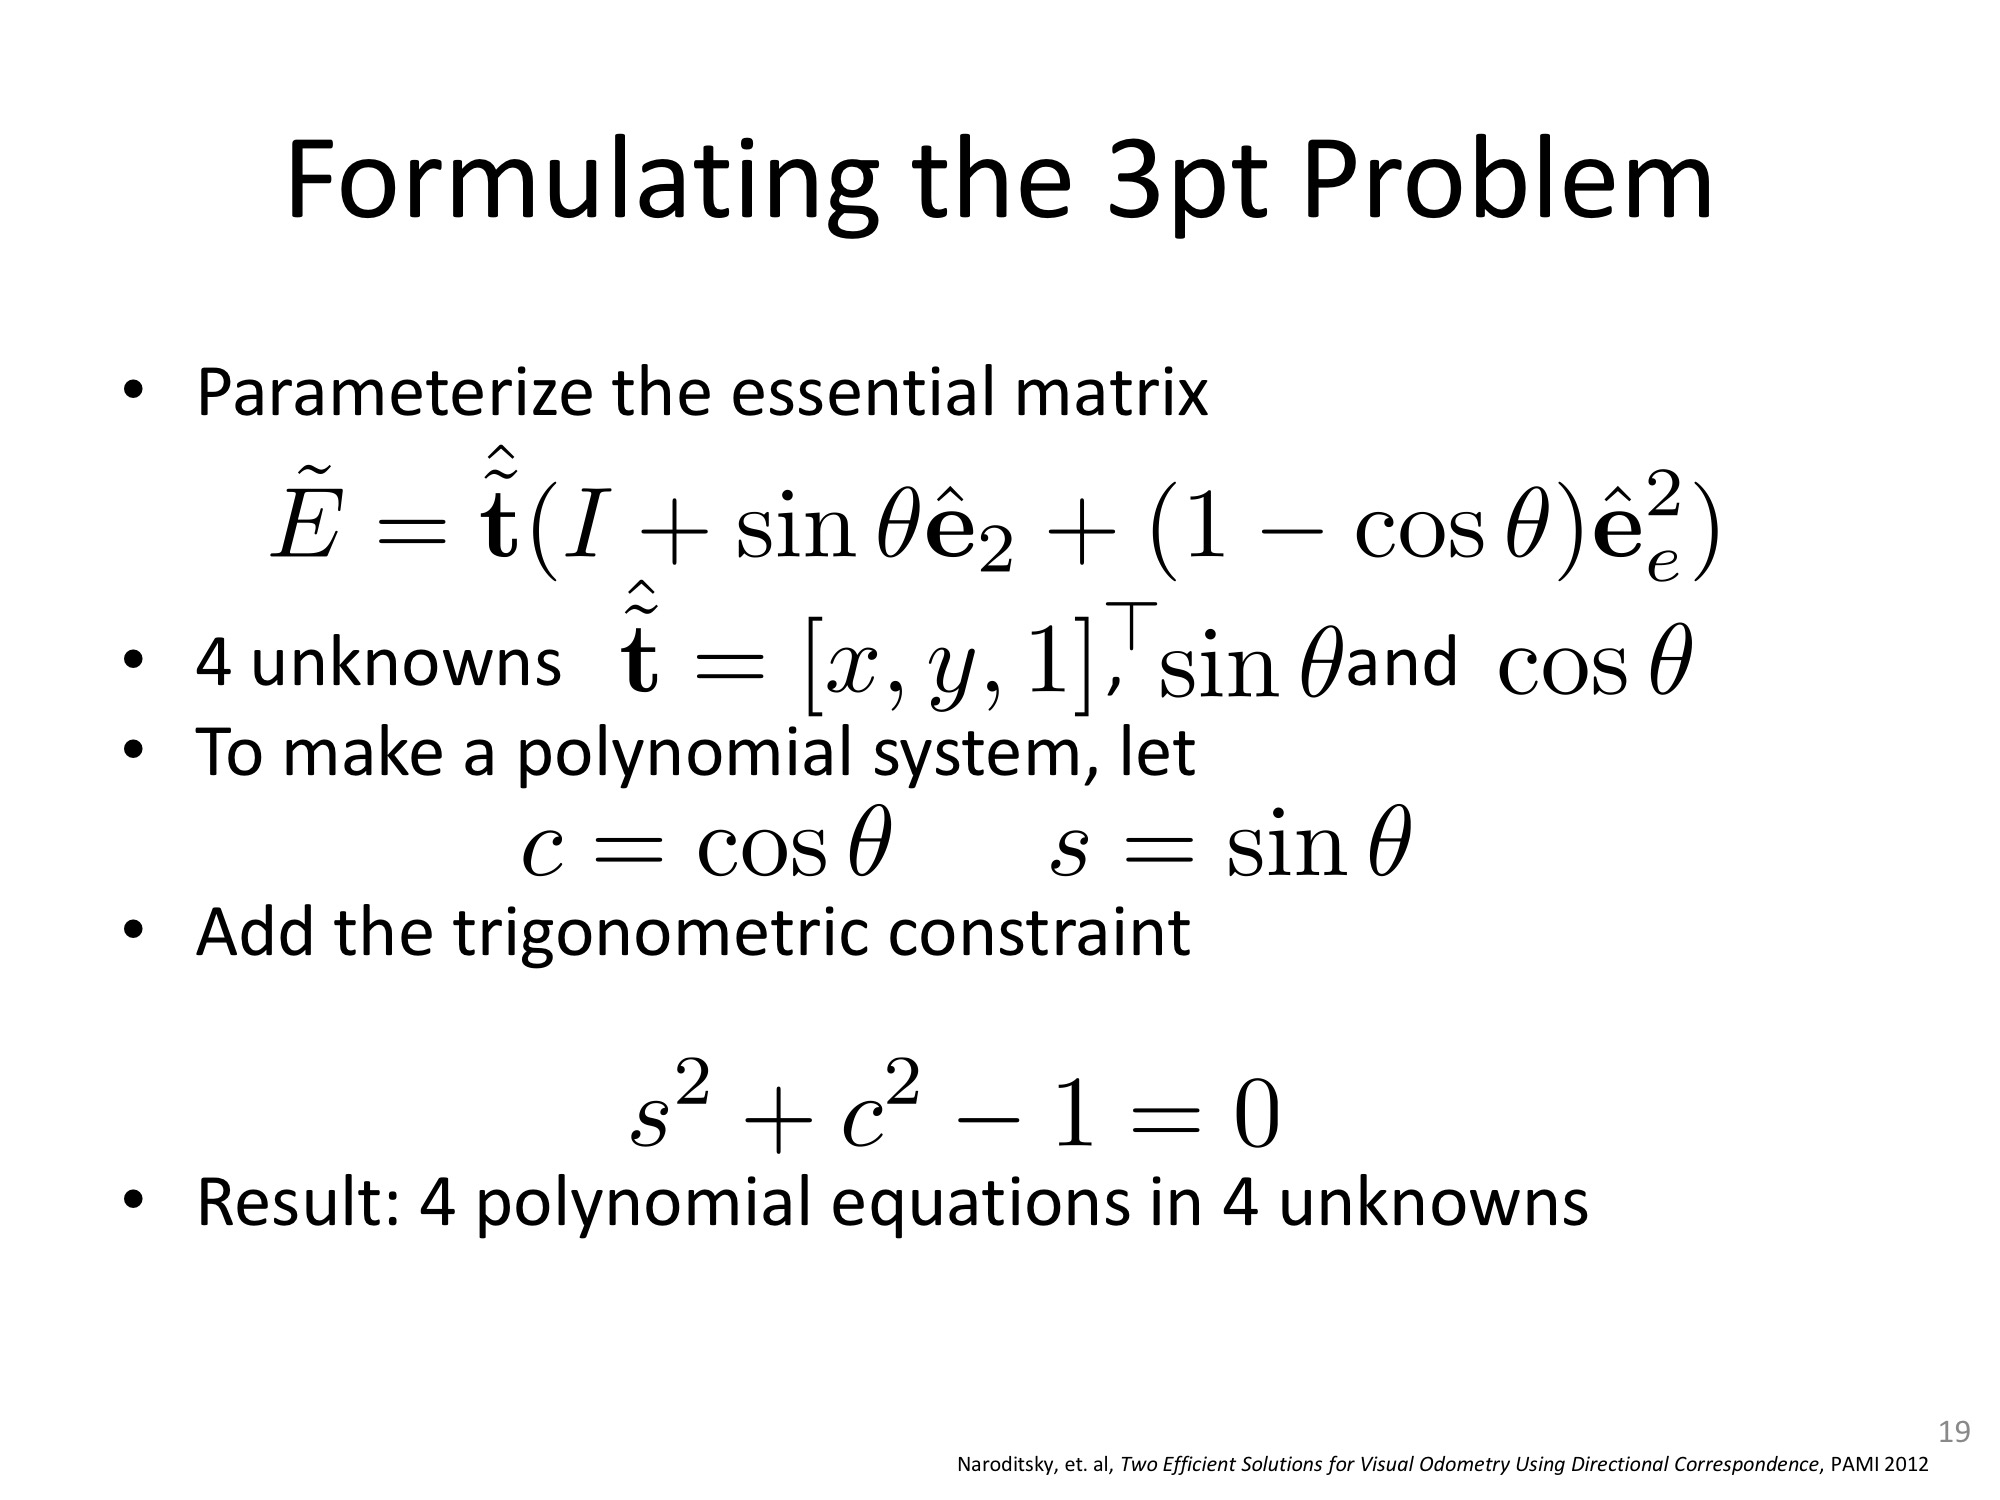 Formulating the 3pt Problem
• Parameterize the essential matrix
$\tilde{E} = \hat{\tilde{\mathbf{t}}}(I + \sin\theta\hat{\mathbf{e}}_2 + (1 - \cos\theta)\hat{\mathbf{e}}_e^2)$
• 4 unknowns $\hat{\tilde{\mathbf{t}}} = [x, y, 1]^\top$, $\sin\theta$ and $\cos\theta$
• To make a polynomial system, let
$c = \cos\theta \quad s = \sin\theta$
• Add the trigonometric constraint
$s^2 + c^2 - 1 = 0$
• Result: 4 polynomial equations in 4 unknowns
19
Naroditsky, et. al, Two Efficient Solutions for Visual Odometry Using Directional Correspondence, PAMI 2012